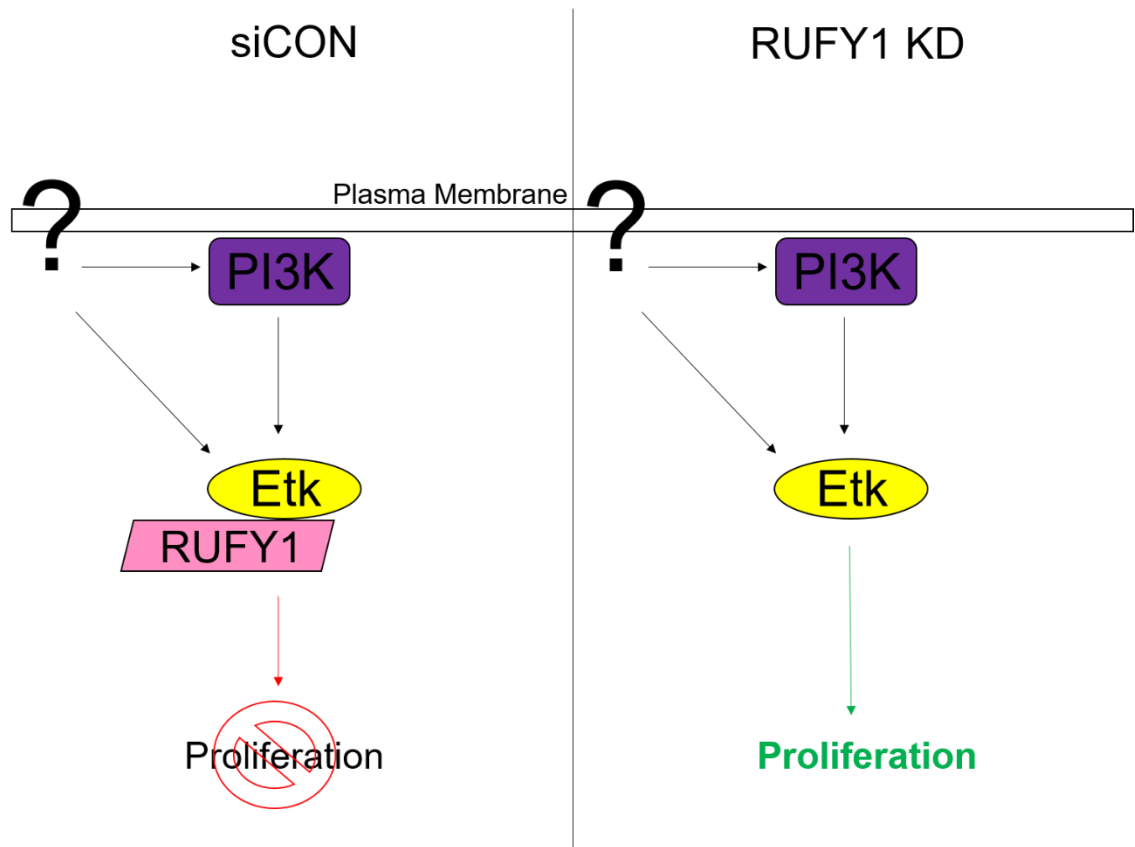 siCON
RUFY1 KD
Plasma Membrane
?
?
PI3K
PI3K
Etk
Etk
RUFY1
Proliferation
Proliferation